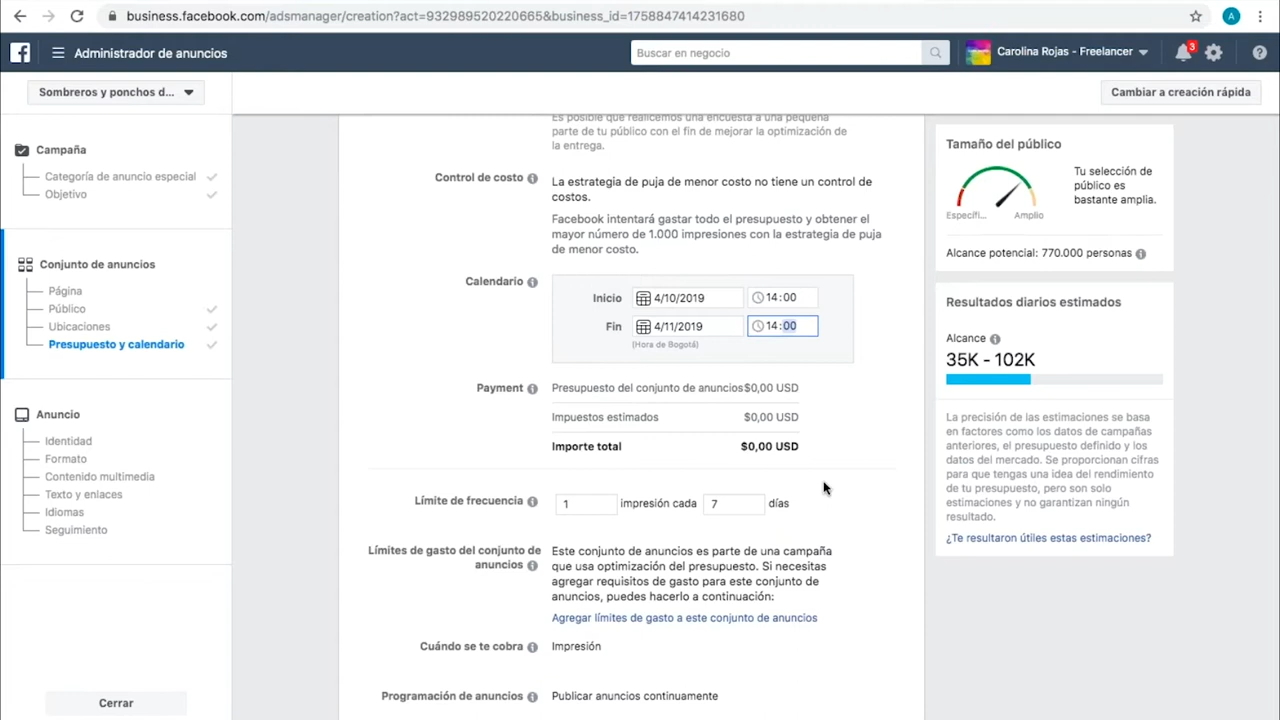 business.facebook.com/adsmanager/creation?act=932989520220665&business_id=1758847414231680
A
Administrador de anuncios
Buscar en negocio
Carolina Rojas - Freelancer
3
Sombreros y ponchos d...
Cambiar a creación rápida
Campaña
Categoría de anuncio especial
Objetivo
Conjunto de anuncios
Página
Público
Ubicaciones
Presupuesto y calendario
Anuncio
Identidad
Formato
Contenido multimedia
Texto y enlaces
Idiomas
Seguimiento
Cerrar
Es posible que realicemos una encuesta a una pequeña
parte de tu público con el fin de mejorar la optimización de
la entrega.
Control de costo
La estrategia de puja de menor costo no tiene un control de
costos.
Facebook intentará gastar todo el presupuesto y obtener el
mayor número de 1.000 impresiones con la estrategia de puja
de menor costo.
Calendario
Inicio 4/10/2019 14:00
Fin 4/11/2019 14:00
(Hora de Bogotá)
Payment
Presupuesto del conjunto de anuncios $0,00 USD
Impuestos estimados $0,00 USD
Importe total $0,00 USD
Límite de frecuencia 1 impresión cada 7 días
Límites de gasto del conjunto de
anuncios
Este conjunto de anuncios es parte de una campaña
que usa optimización del presupuesto. Si necesitas
agregar requisitos de gasto para este conjunto de
anuncios, puedes hacerlo a continuación:
Agregar límites de gasto a este conjunto de anuncios
Cuándo se te cobra Impresión
Programación de anuncios Publicar anuncios continuamente
Tamaño del público
Tu selección de
público es
bastante amplia.
Específi... Amplio
Alcance potencial: 770.000 personas
Resultados diarios estimados
Alcance
35K - 102K
La precisión de las estimaciones se basa
en factores como los datos de campañas
anteriores, el presupuesto definido y los
datos del mercado. Se proporcionan cifras
para que tengas una idea del rendimiento
de tu presupuesto, pero son solo
estimaciones y no garantizan ningún
resultado.
¿Te resultaron útiles estas estimaciones?